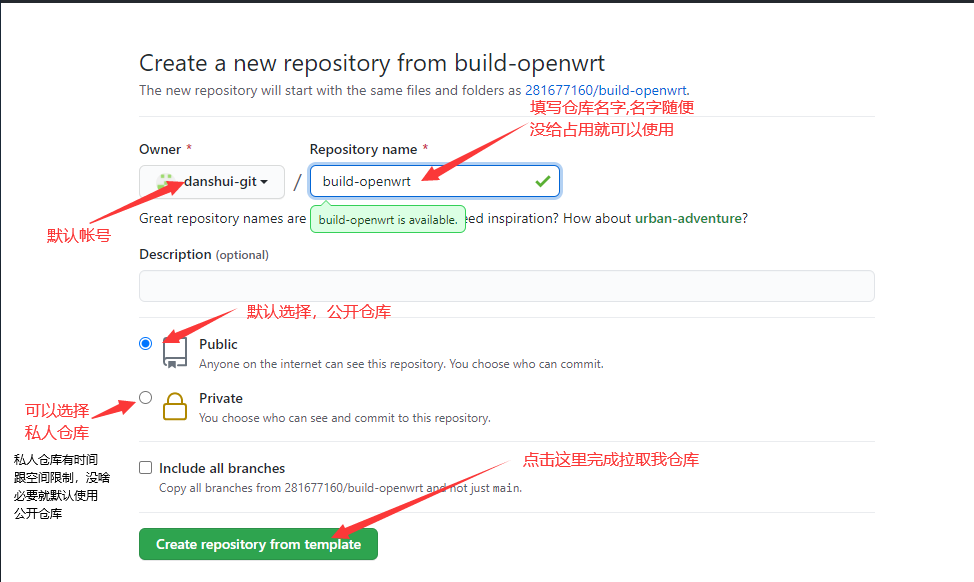 Create a new repository from build-openwrt
The new repository will start with the same files and folders as 281677160/build-openwrt.
填写仓库名字,名字随便
没给占用就可以使用
Owner *
Repository name *
danshui-git
/
build-openwrt
Great repository names are
build-openwrt is available.
eed inspiration? How about urban-adventure?
默认帐号
Description (optional)
默认选择，公开仓库
Public
Anyone on the internet can see this repository. You choose who can commit.
Private
You choose who can see and commit to this repository.
可以选择
私人仓库
私人仓库有时间
跟空间限制，没啥
必要就默认使用
公开仓库
点击这里完成拉取我仓库
Include all branches
Copy all branches from 281677160/build-openwrt and not just main.
Create repository from template